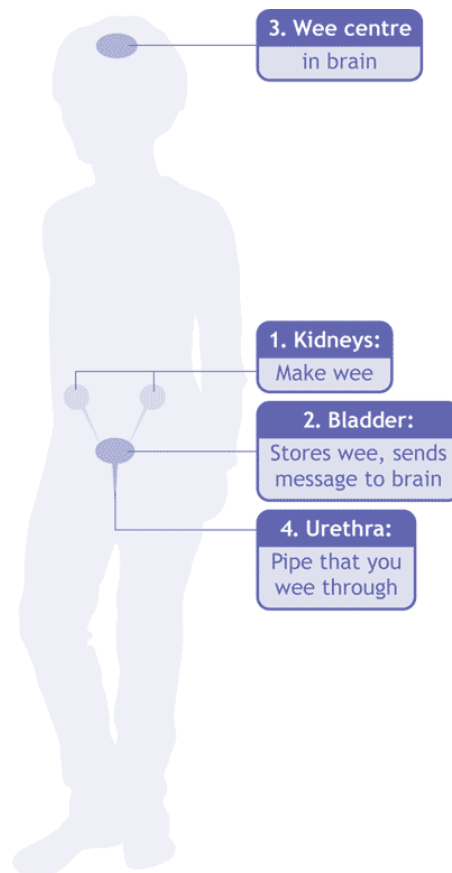 3. Wee centre
in brain
1. Kidneys:
Make wee
2. Bladder:
Stores wee, sends
message to brain
4. Urethra:
Pipe that you
wee through